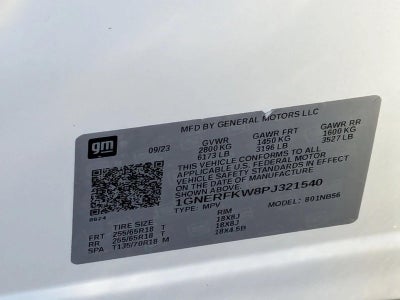 MFD BY GENERAL MOTORS LLC
gm 09/23 GVWR GAWR FRT GAWR RR
2800 KG 1450 KG 1600 KG
6173 LB 3196 LB 3527 LB
THIS VEHICLE CONFORMS TO ALL
APPLICABLE U.S. FEDERAL MOTOR
VEHICLE SAFETY STANDARDS IN EFFECT
ON THE DATE OF MANUFACTURE
SHOWN ABOVE.
1GNERFKW8PJ321540
TYPE: MPV MODEL:
TIRE SIZE RIM
FRT 255/65R18 T 18X8J
RR 255/65R18 T 18X8J
SPA T135/70R18 M 18X4.5B